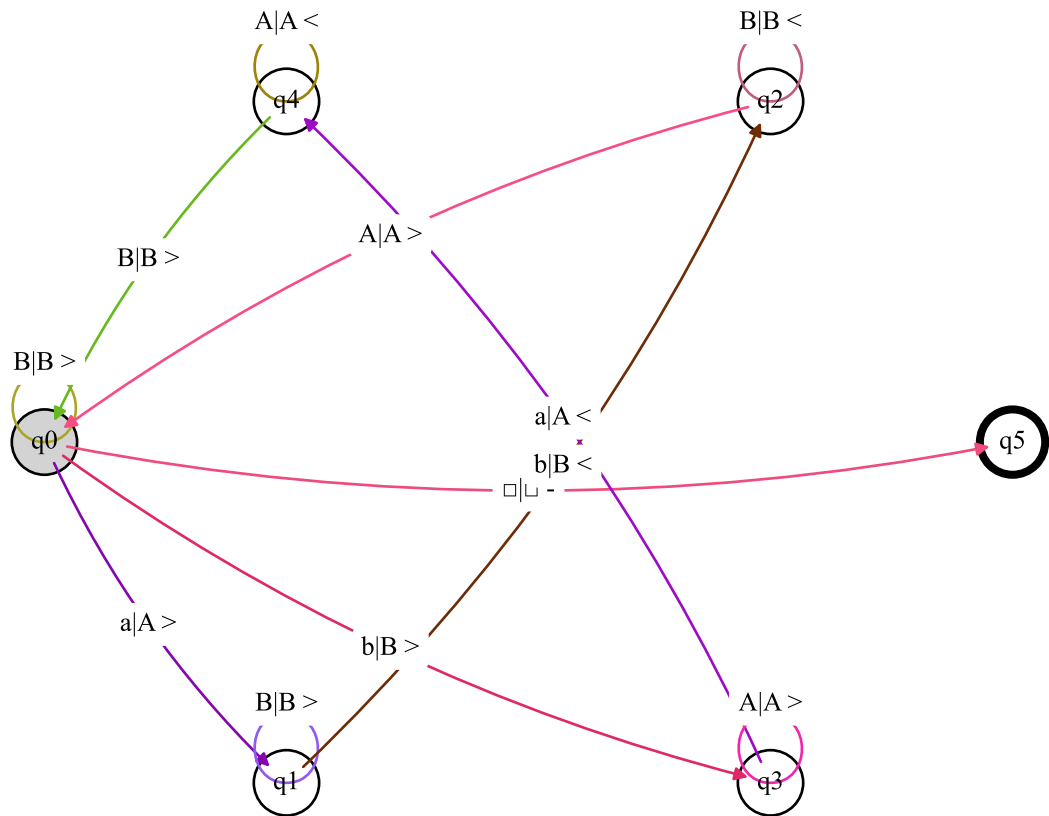 A|A <
B|B <
q4
q2
A|A >
B|B >
B|B >
a|A <
q0
q5
b|B <
□|⊔ -
a|A >
b|B >
B|B >
A|A >
q1
q3